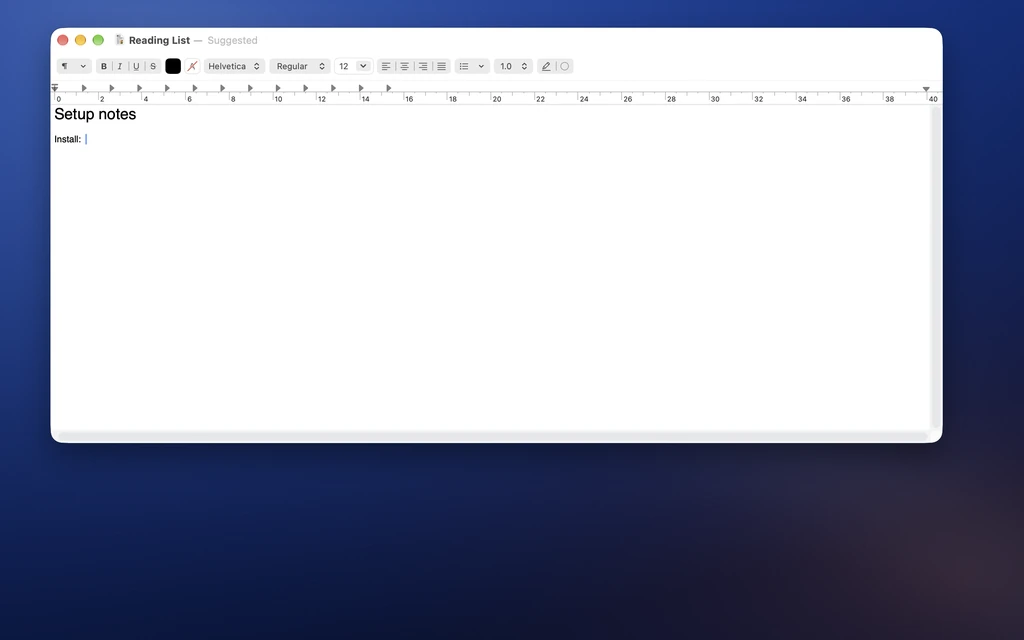 Reading List — Suggested
¶ B I U S A Helvetica Regular 12 1.0
0 2 4 6 8 10 12 14 16 18 20 22 24 26 28 30 32 34 36 38 40
Setup notes
Install: